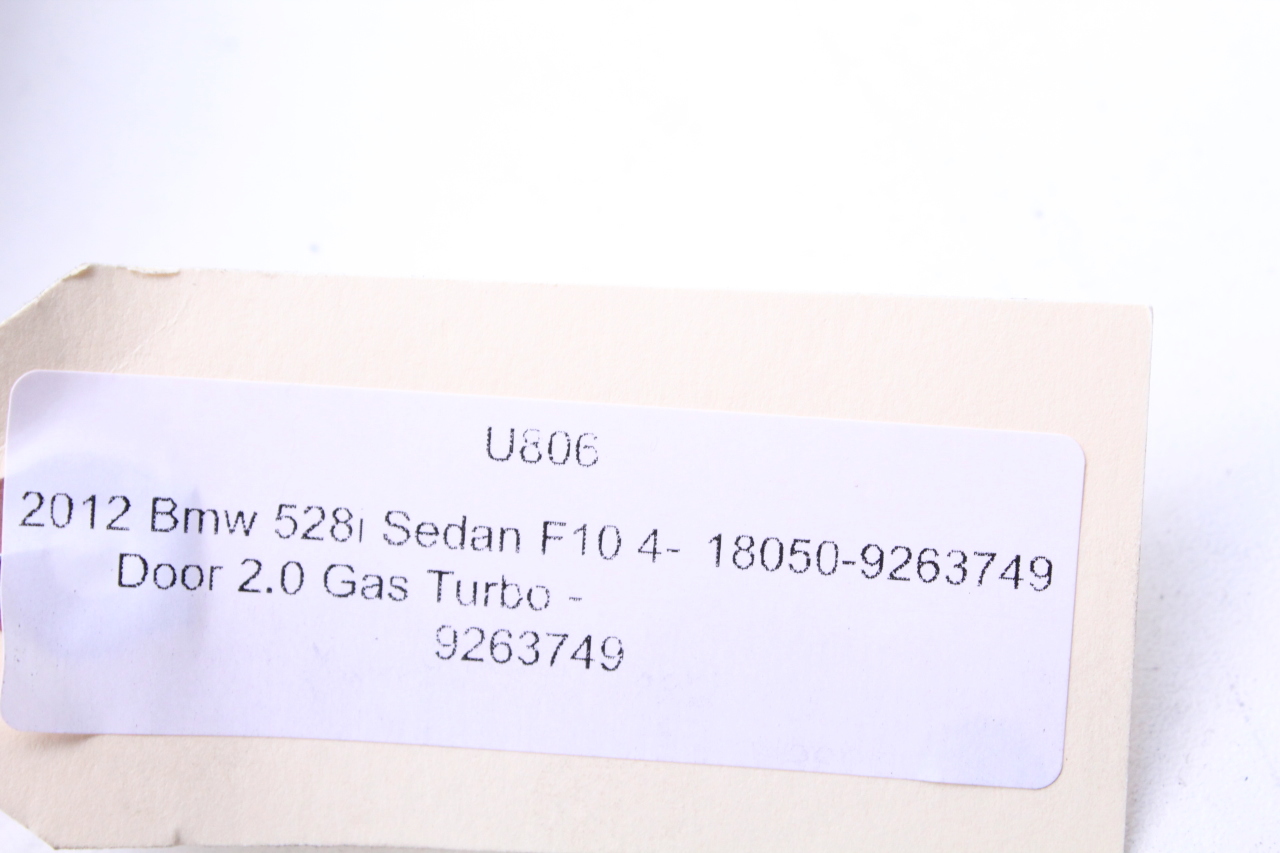 U806
2012 Bmw 528i Sedan F10 4- 18050-9263749
Door 2.0 Gas Turbo -
9263749